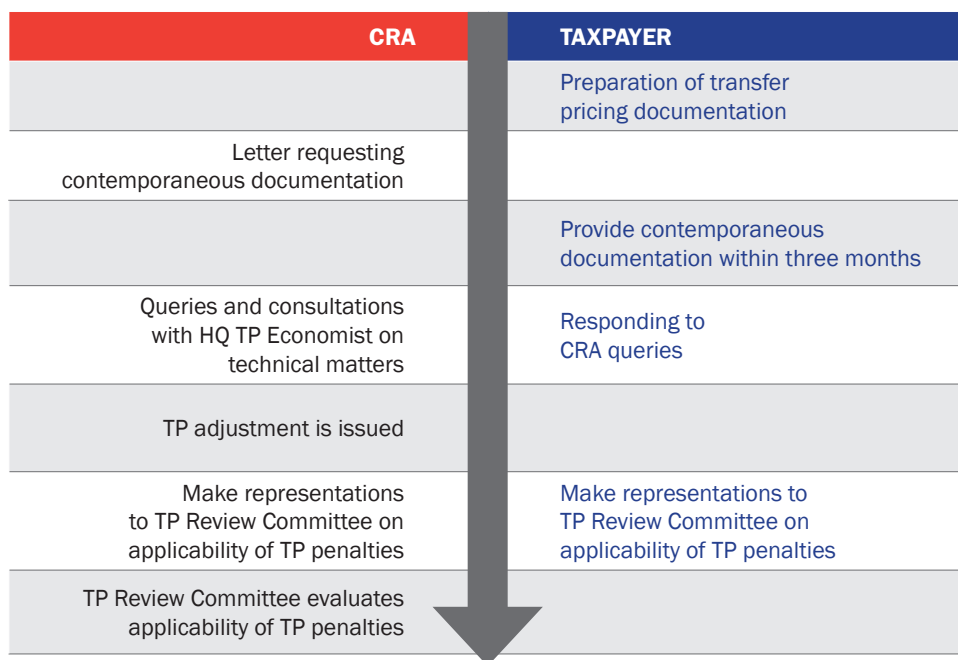 CRA
TAXPAYER
Preparation of transfer
pricing documentation
Letter requesting
contemporaneous documentation
Provide contemporaneous
documentation within three months
Queries and consultations
with HQ TP Economist on
technical matters
Responding to
CRA queries
TP adjustment is issued
Make representations
to TP Review Committee on
applicability of TP penalties
Make representations to
TP Review Committee on
applicability of TP penalties
TP Review Committee evaluates
applicability of TP penalties